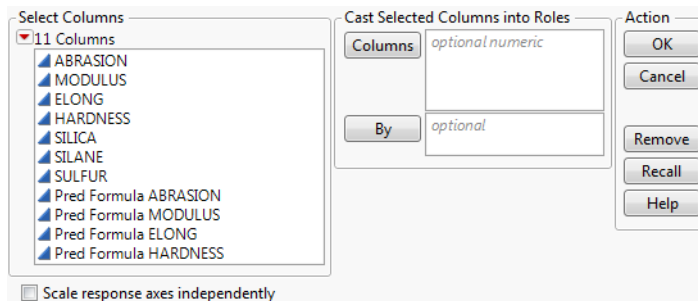 Select Columns
11 Columns
ABRASION
MODULUS
ELONG
HARDNESS
SILICA
SILANE
SULFUR
Pred Formula ABRASION
Pred Formula MODULUS
Pred Formula ELONG
Pred Formula HARDNESS
Scale response axes independently
Cast Selected Columns into Roles
Columns
optional numeric
By
optional
Action
OK
Cancel
Remove
Recall
Help